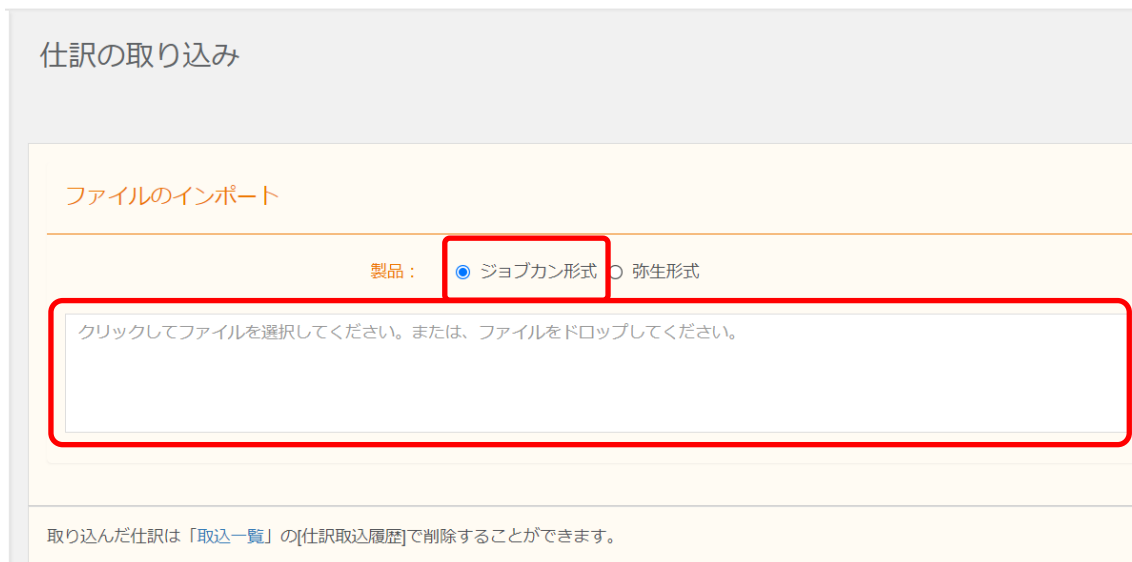 仕訳の取り込み
ファイルのインポート
製品： ジョブカン形式 弥生形式
クリックしてファイルを選択してください。または、ファイルをドロップしてください。
取り込んだ仕訳は「取込一覧」の[仕訳取込履歴]で削除することができます。